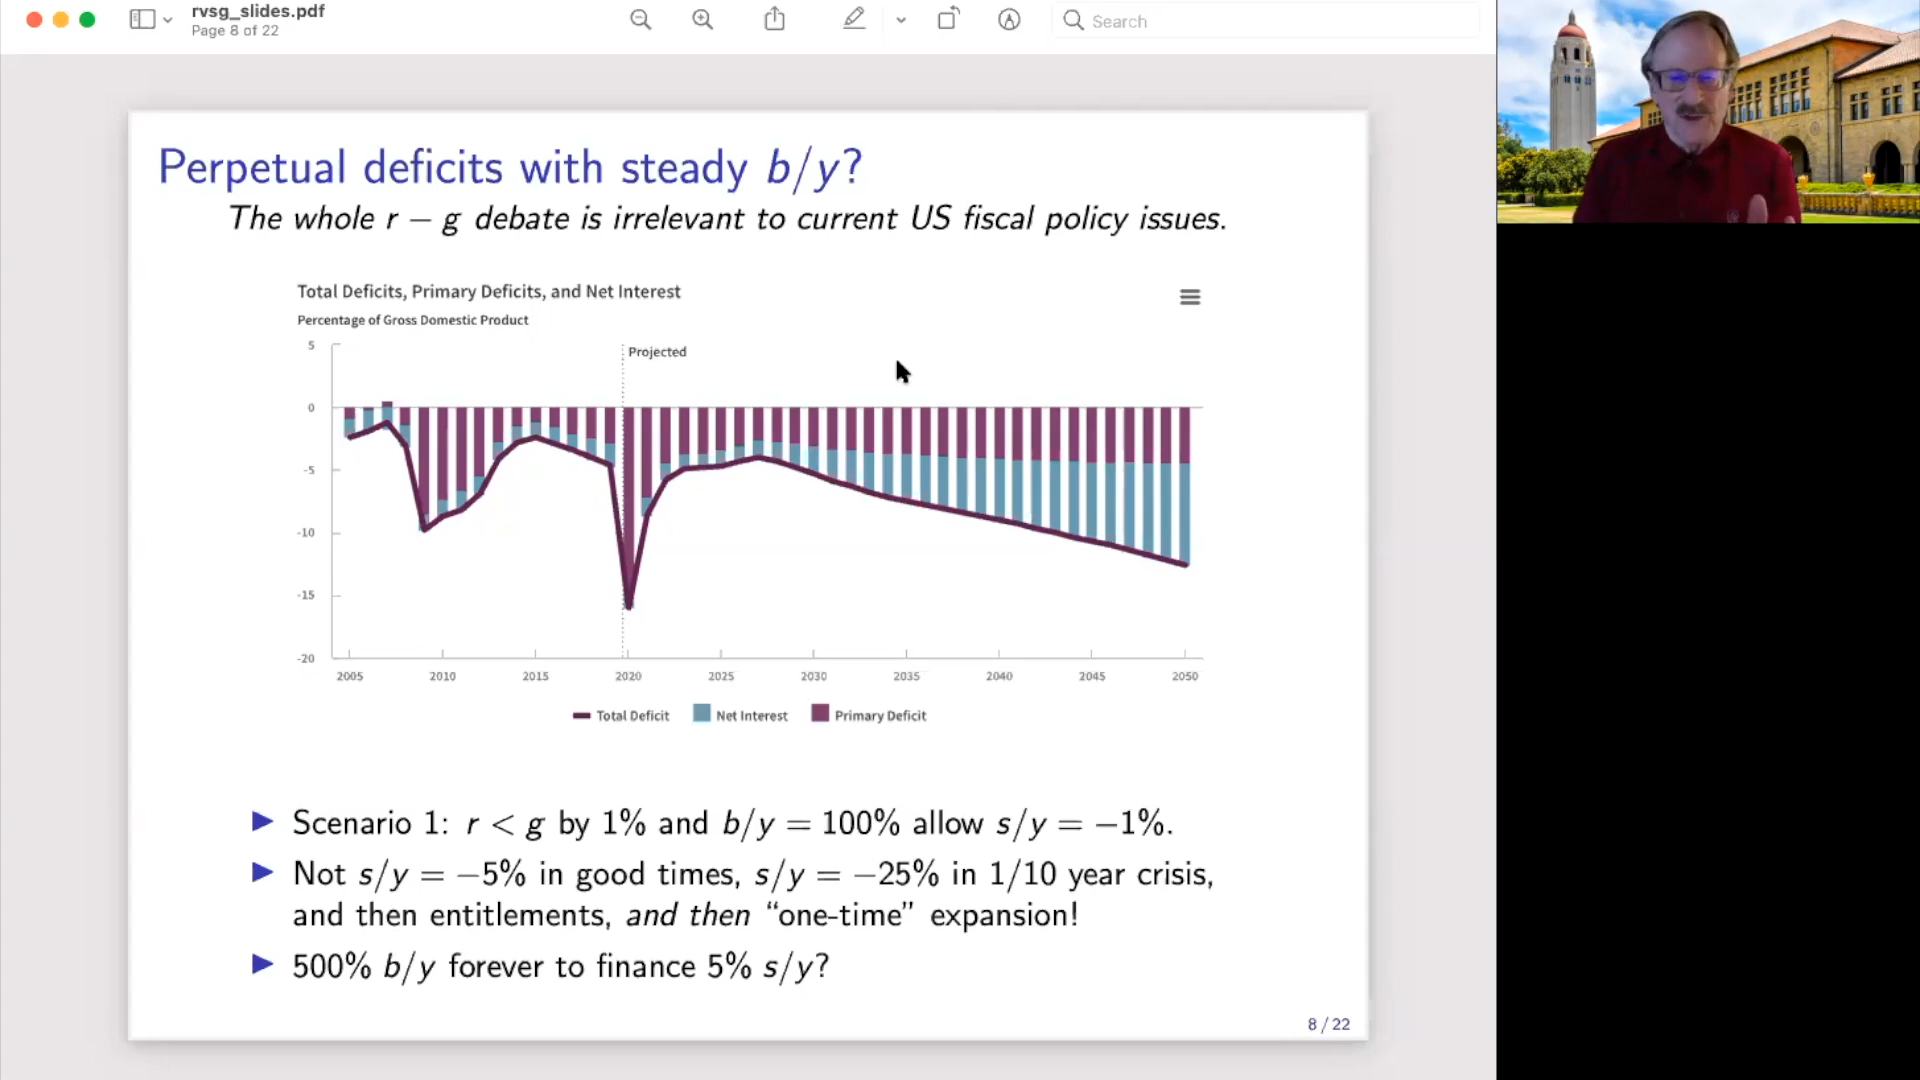 rvsg_slides.pdf
Page 8 of 22
Search
Perpetual deficits with steady b/y?
The whole r − g debate is irrelevant to current US fiscal policy issues.
Total Deficits, Primary Deficits, and Net Interest
Percentage of Gross Domestic Product
5
Projected
0
-5
-10
-15
-20
2005 2010 2015 2020 2025 2030 2035 2040 2045 2050
Total Deficit Net Interest Primary Deficit
▶ Scenario 1: r < g by 1% and b/y = 100% allow s/y = −1%.
▶ Not s/y = −5% in good times, s/y = −25% in 1/10 year crisis,
and then entitlements, and then “one-time” expansion!
▶ 500% b/y forever to finance 5% s/y?
8 / 22